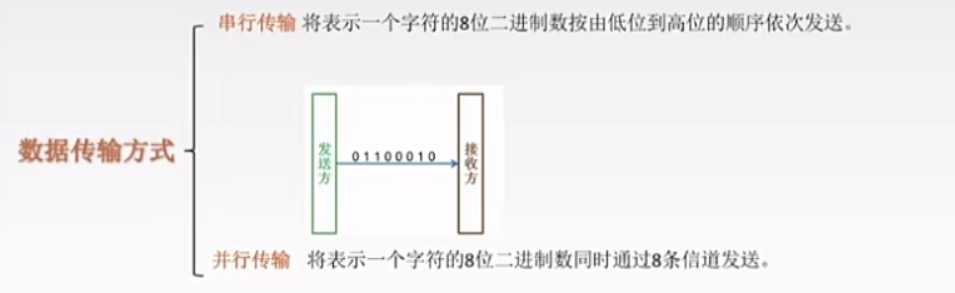 串行传输 将表示一个字符的8位二进制数按由低位到高位的顺序依次发送。
数据传输方式
发送方
01100010
接收方
并行传输 将表示一个字符的8位二进制数同时通过8条信道发送。